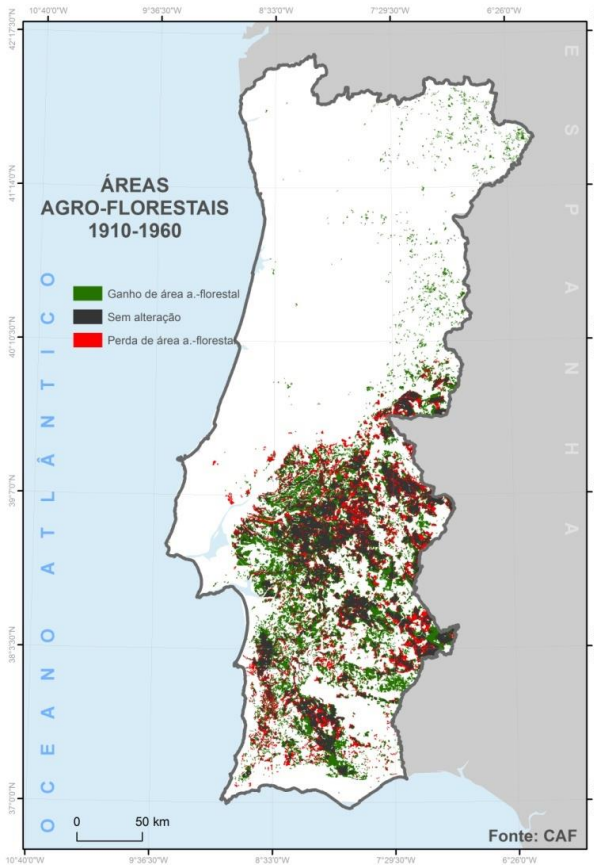 10°40'0"W
9°36'30"W
8°33'0"W
7°29'30"W
6°26'0"W
42°17'30"N
41°14'0"N
40°10'30"N
39°7'0"N
38°3'30"N
37°0'0"N
ESPANHA
ÁREAS
AGRO-FLORESTAIS
1910-1960
Ganho de área a.-florestal
Sem alteração
Perda de área a.-florestal
OCEANO ATLÂNTICO
0 50 km
Fonte: CAF
10°40'0"W
9°36'30"W
8°33'0"W
7°29'30"W
6°26'0"W